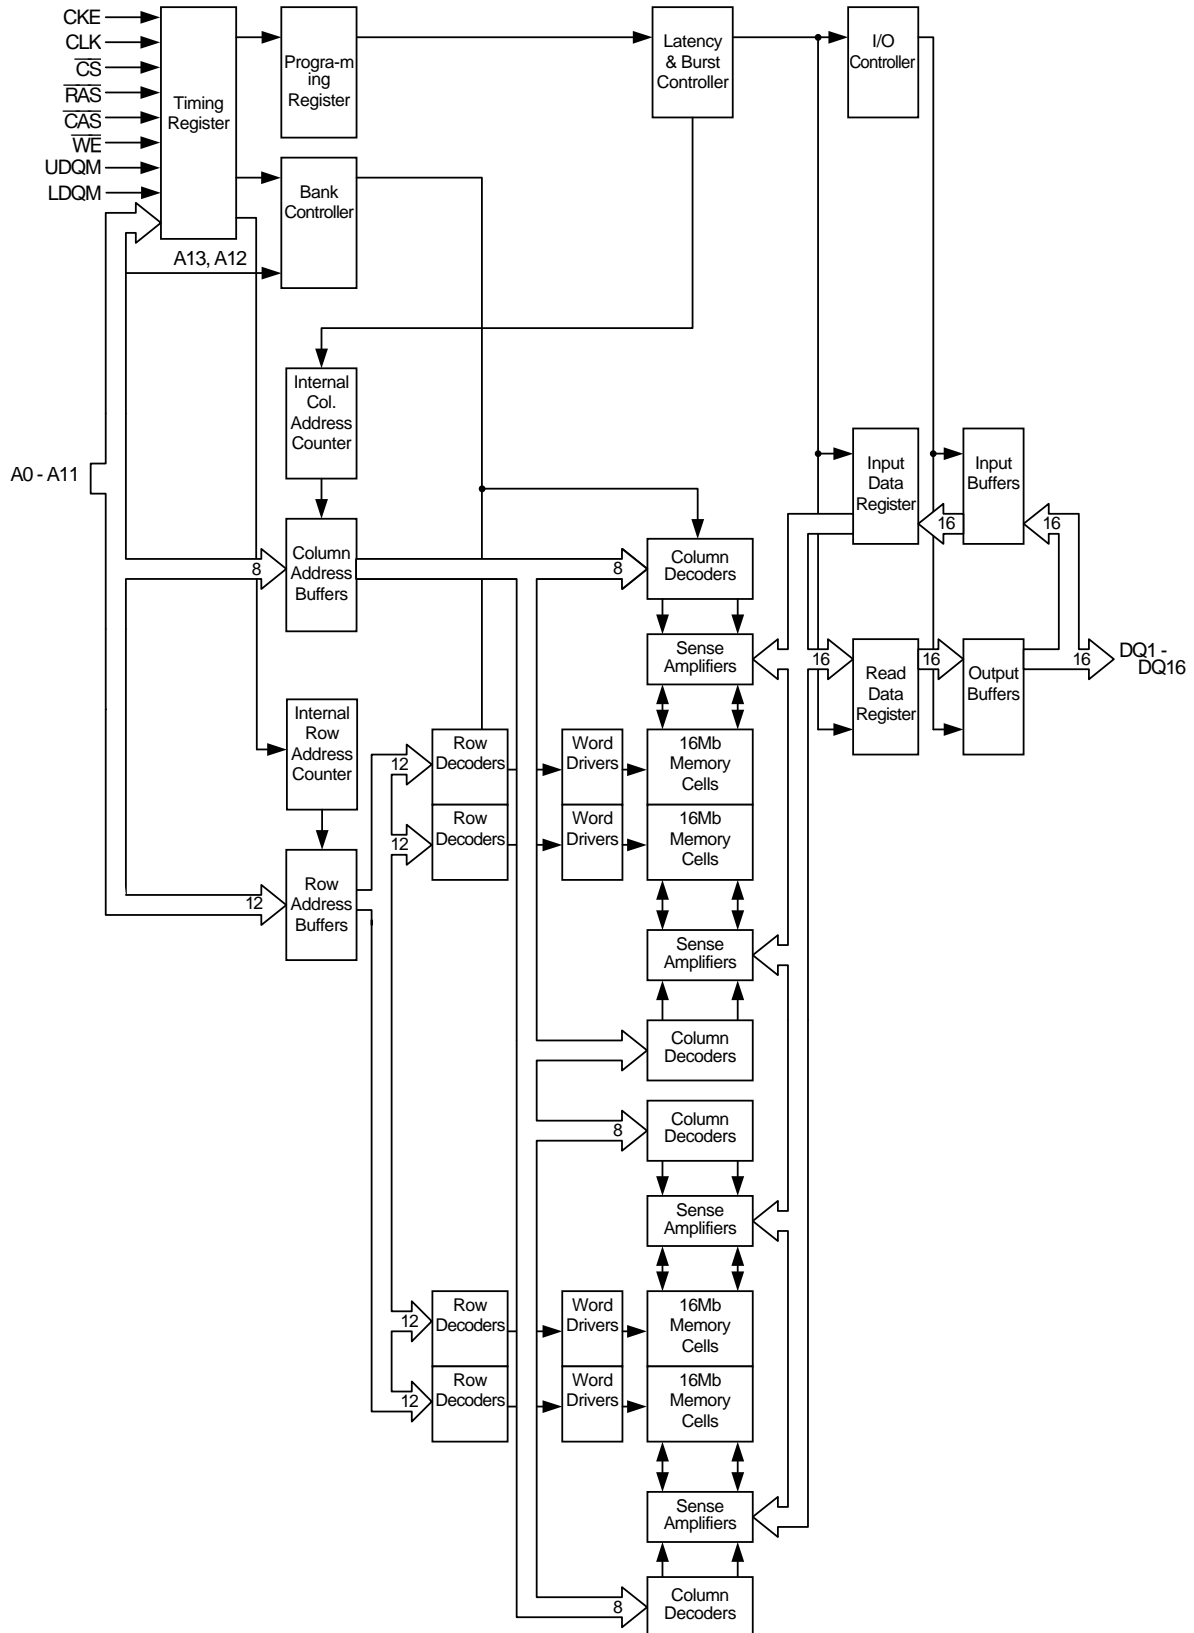 CKE
CLK
CS
RAS
CAS
WE
UDQM
LDQM
Timing
Register
Progra-m
ing
Register
Latency
& Burst
Controller
I/O
Controller
Bank
Controller
A13, A12
Internal
Col.
Address
Counter
A0 - A11
Input
Data
Register
Input
Buffers
16
16
Column
Address
Buffers
8
8
Column
Decoders
Sense
Amplifiers
16
Read
Data
Register
16
Output
Buffers
16
DQ1 -
DQ16
Internal
Row
Address
Counter
12
Row
Decoders
Word
Drivers
16Mb
Memory
Cells
12
Row
Decoders
Word
Drivers
16Mb
Memory
Cells
12
Row
Address
Buffers
Sense
Amplifiers
Column
Decoders
8
Column
Decoders
Sense
Amplifiers
12
Row
Decoders
Word
Drivers
16Mb
Memory
Cells
12
Row
Decoders
Word
Drivers
16Mb
Memory
Cells
Sense
Amplifiers
8
Column
Decoders